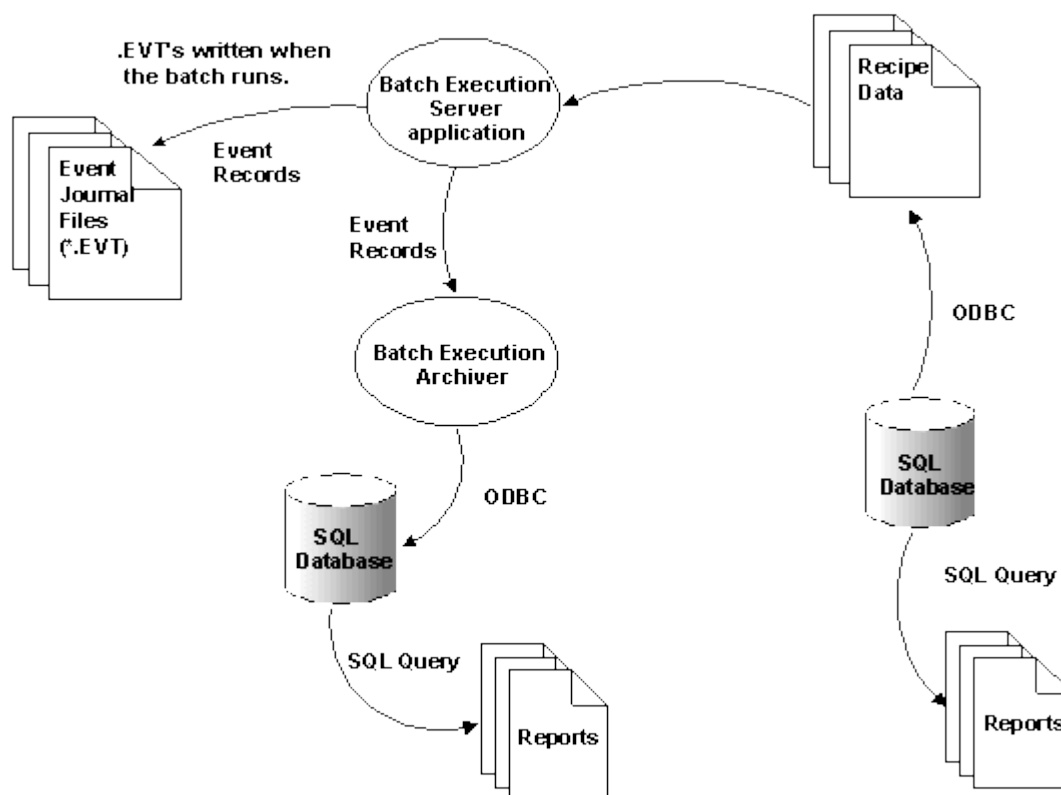 .EVT's written when
the batch runs.
Batch Execution
Server
application
Recipe
Data
Event
Records
Event
Journal
Files
(*.EVT)
Event
Records
ODBC
Batch Execution
Archiver
SQL
Database
ODBC
SQL
Database
SQL Query
SQL Query
Reports
Reports